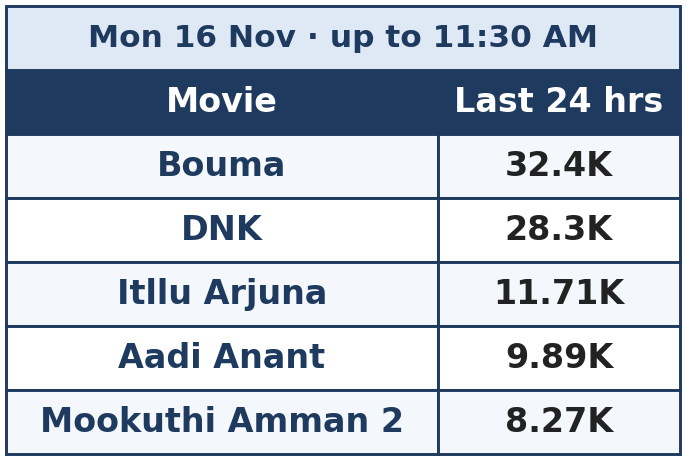 Mon 16 Nov · up to 11:30 AM
Movie Last 24 hrs
Bouma 32.4K
DNK 28.3K
Itllu Arjuna 11.71K
Aadi Anant 9.89K
Mookuthi Amman 2 8.27K